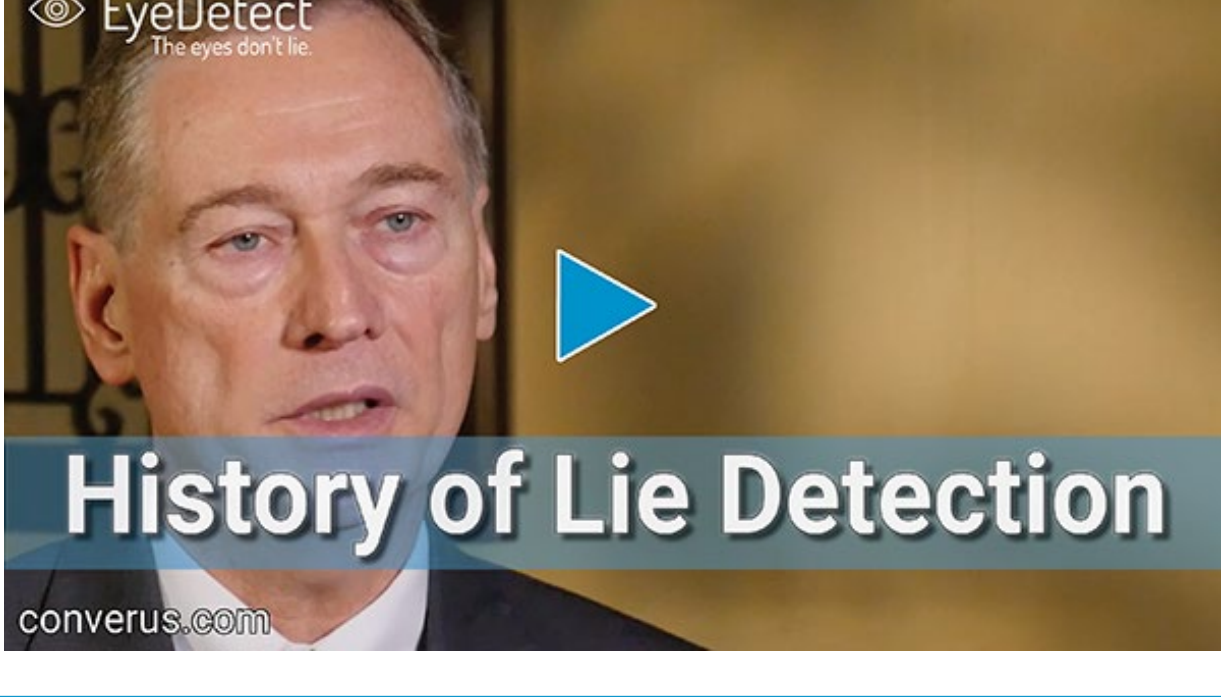 EyeDetect
The eyes don't lie.
History of Lie Detection
converus.com